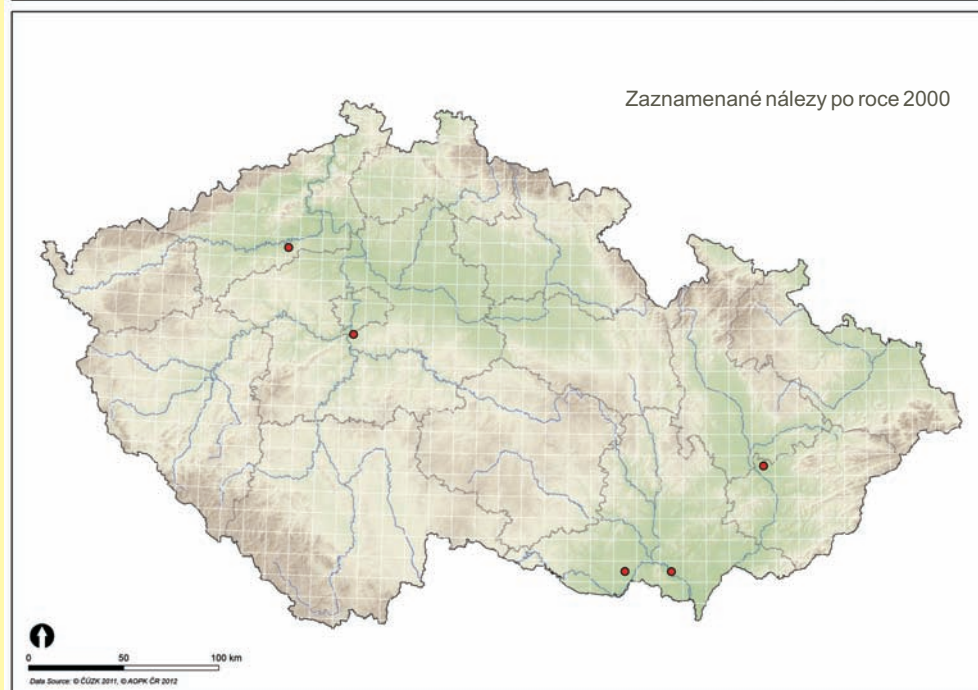 Zaznamenané nálezy po roce 2000
0 50 100 km
Data Source: © ČÚZK 2011, © AOPK ČR 2012